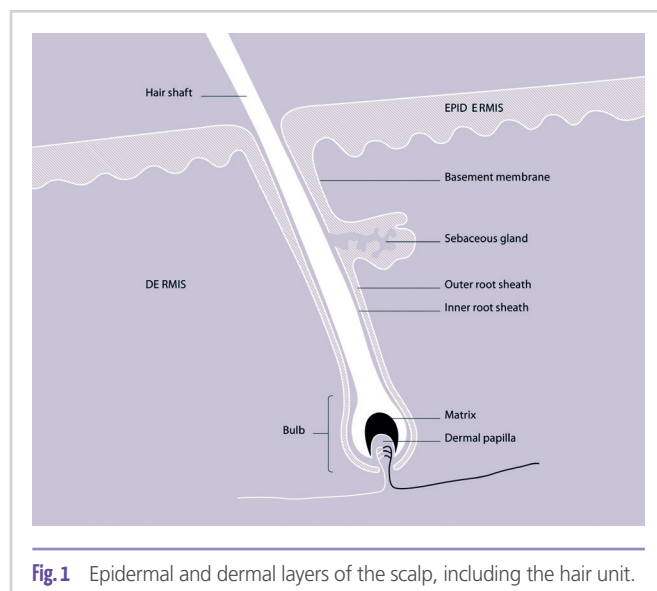 Hair shaft
EPID ERMIS
Basement membrane
Sebaceous gland
DE RMIS
Outer root sheath
Inner root sheath
Matrix
Bulb
Dermal papilla
Fig. 1 Epidermal and dermal layers of the scalp, including the hair unit.